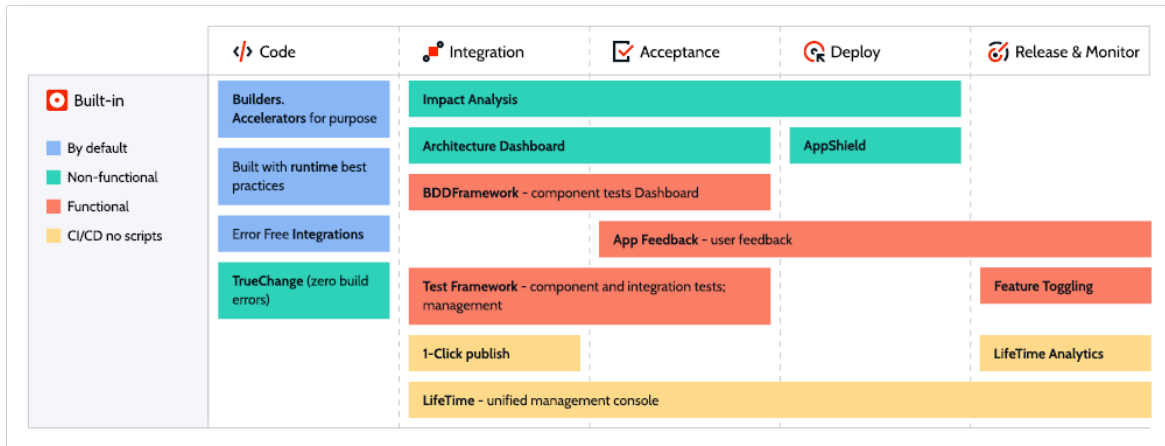 Code
Integration
Acceptance
Deploy
Release & Monitor
Built-in
By default
Non-functional
Functional
CI/CD no scripts
Builders.
Accelerators for purpose
Built with runtime best
practices
Error Free Integrations
TrueChange (zero build
errors)
Impact Analysis
Architecture Dashboard
AppShield
BDDFramework - component tests Dashboard
App Feedback - user feedback
Test Framework - component and integration tests;
management
Feature Toggling
1-Click publish
LifeTime Analytics
LifeTime - unified management console